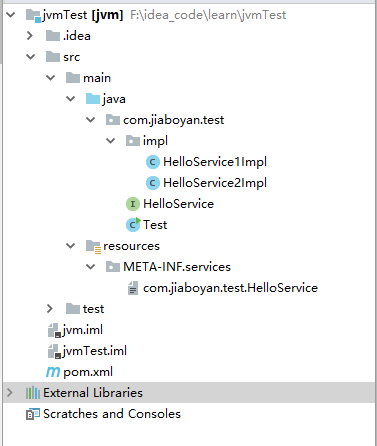 jvmTest [jvm] F:\idea_code\learn\jvmTest
.idea
src
main
java
com.jiaboyan.test
impl
HelloService1Impl
HelloService2Impl
HelloService
Test
resources
META-INF.services
com.jiaboyan.test.HelloService
test
jvm.iml
jvmTest.iml
pom.xml
External Libraries
Scratches and Consoles